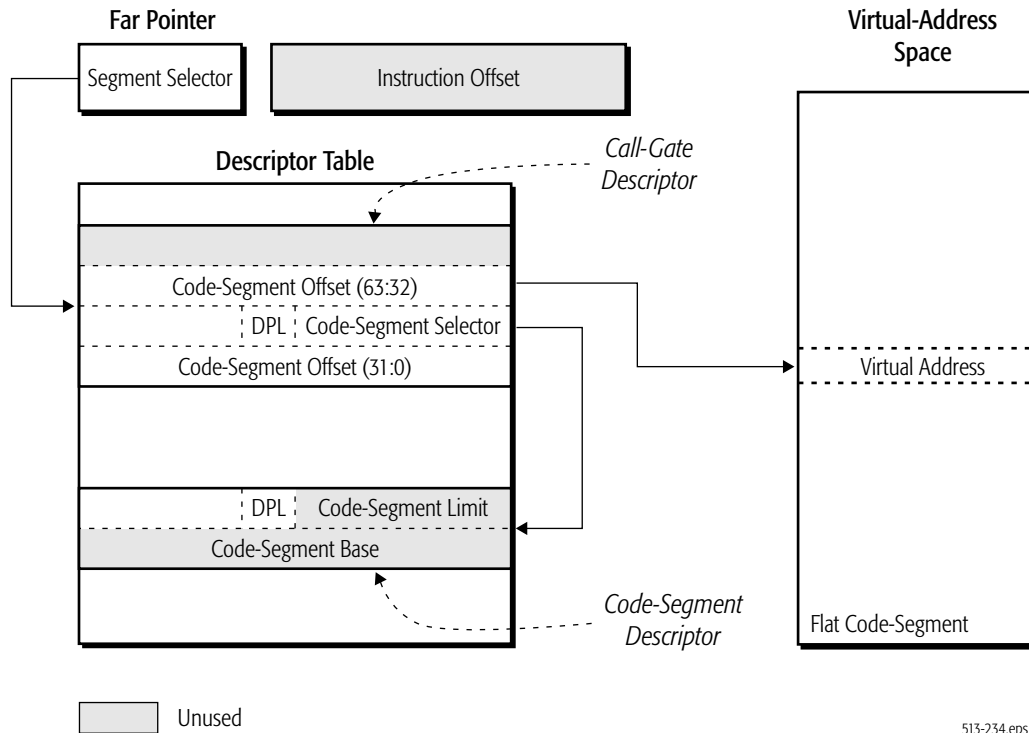 Far Pointer
Virtual-Address
Space
Segment Selector
Instruction Offset
Descriptor Table
Call-Gate
Descriptor
Code-Segment Offset (63:32)
DPL Code-Segment Selector
Code-Segment Offset (31:0)
Virtual Address
DPL Code-Segment Limit
Code-Segment Base
Code-Segment
Descriptor
Flat Code-Segment
Unused
513-234.eps